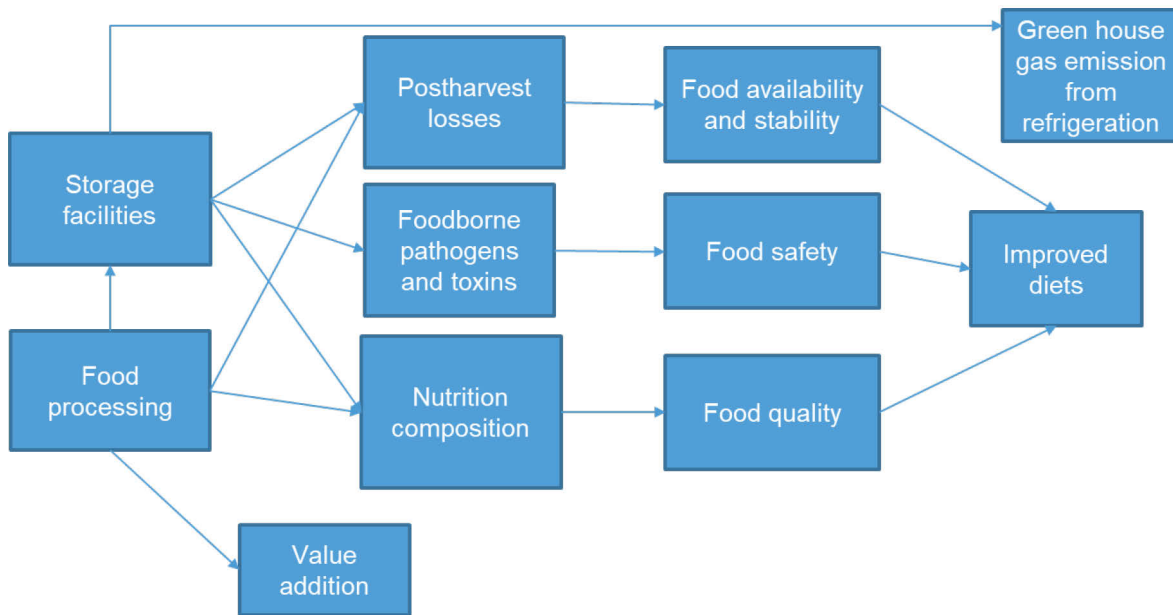 Green house
gas emission
from
refrigeration
Postharvest
losses
Food availability
and stability
Storage
facilities
Foodborne
pathogens
and toxins
Food safety
Improved
diets
Food
processing
Nutrition
composition
Food quality
Value
addition